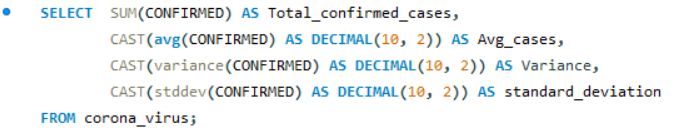 SELECT SUM(CONFIRMED) AS Total_confirmed_cases,
CAST(avg(CONFIRMED) AS DECIMAL(10, 2)) AS Avg_cases,
CAST(variance(CONFIRMED) AS DECIMAL(10, 2)) AS Variance,
CAST(stddev(CONFIRMED) AS DECIMAL(10, 2)) AS standard_deviation
FROM corona_virus;